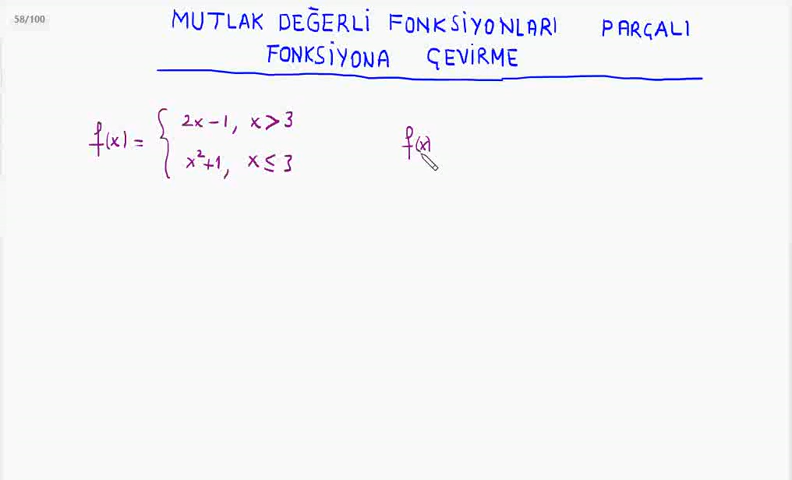 58/100
MUTLAK DEĞERLİ FONKSİYONLARI PARÇALI
FONKSİYONA ÇEVİRME
f(x) = { 2x-1, x>3
x²+1, x≤3
f(x)